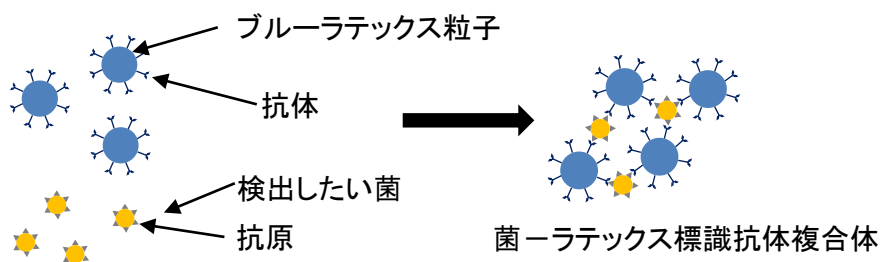 ブルーラテックス粒子
抗体
検出したい菌
抗原
菌－ラテックス標識抗体複合体